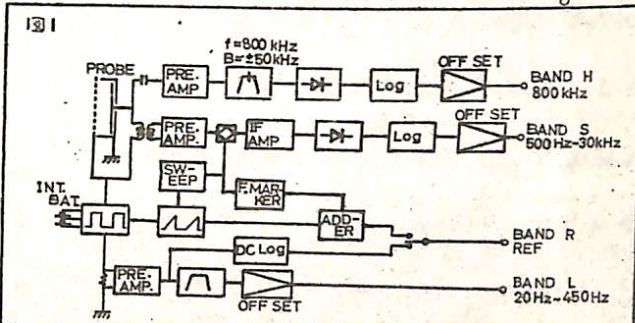 図1
f=800 kHz
B=±50kHz
PROBE
PRE.
AMP
Log
OFF SET
BAND H
800 kHz
PRE.
AMP.
IF
AMP
Log
OFF SET
BAND S
500 Hz~30kHz
SW-
EEP
F.MAR-
KER
INT.
BAT.
ADD-
ER
DC Log
BAND R
REF
PRE.
AMP.
OFF SET
BAND L
20Hz~450Hz